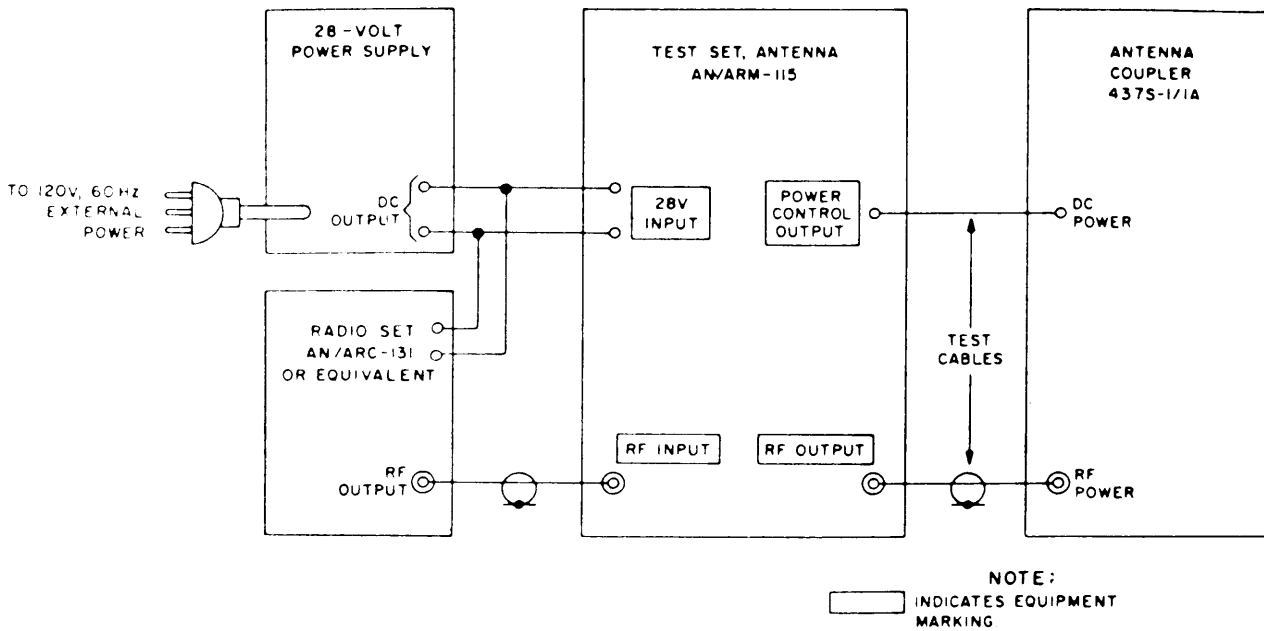 28-VOLT
POWER SUPPLY
TO 120V, 60 HZ
EXTERNAL
POWER
DC
OUTPUT
RADIO SET
AN/ARC-131
OR EQUIVALENT
RF
OUTPUT
TEST SET, ANTENNA
AN/ARM-115
28V
INPUT
POWER
CONTROL
OUTPUT
RF INPUT
RF OUTPUT
TEST
CABLES
ANTENNA
COUPLER
437S-1/1A
DC
POWER
RF
POWER
NOTE:
INDICATES EQUIPMENT
MARKING.